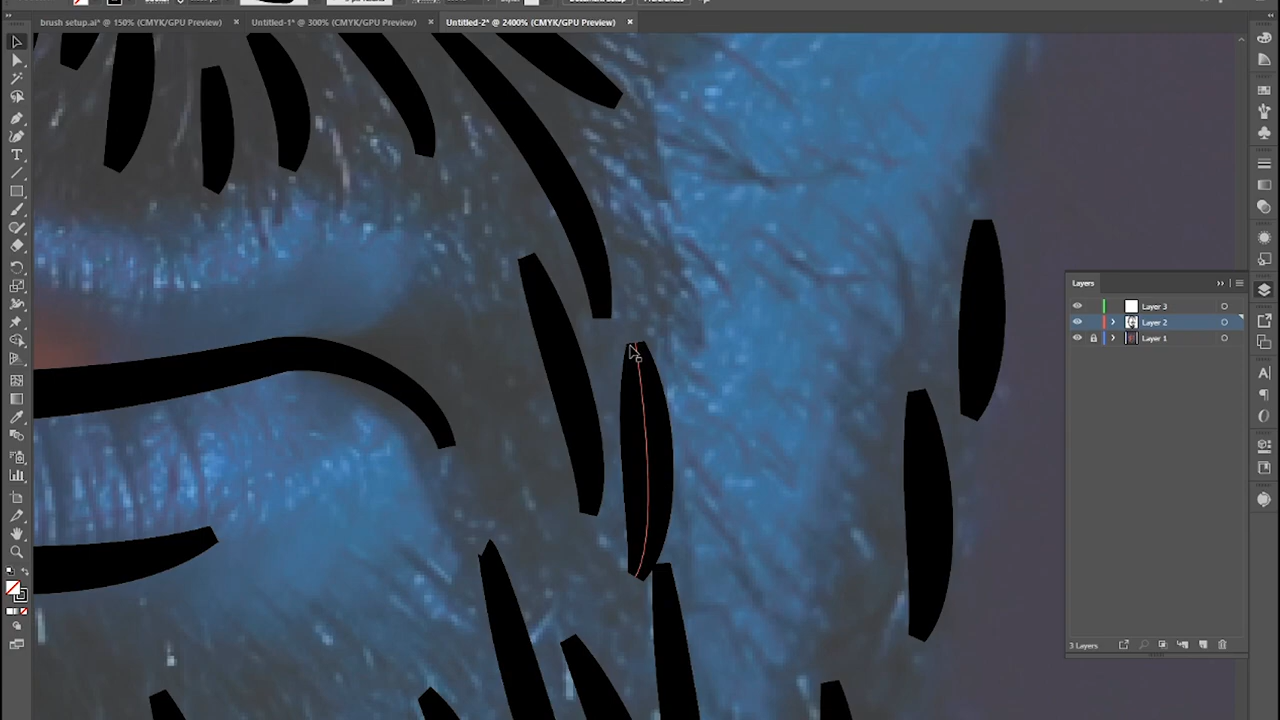 brush setup.ai* @ 150% (CMYK/GPU Preview) × Untitled-1* @ 300% (CMYK/GPU Preview) × Untitled-2* @ 2400% (CMYK/GPU Preview) ×
Layers
Layer 3
Layer 2
Layer 1
3 Layers